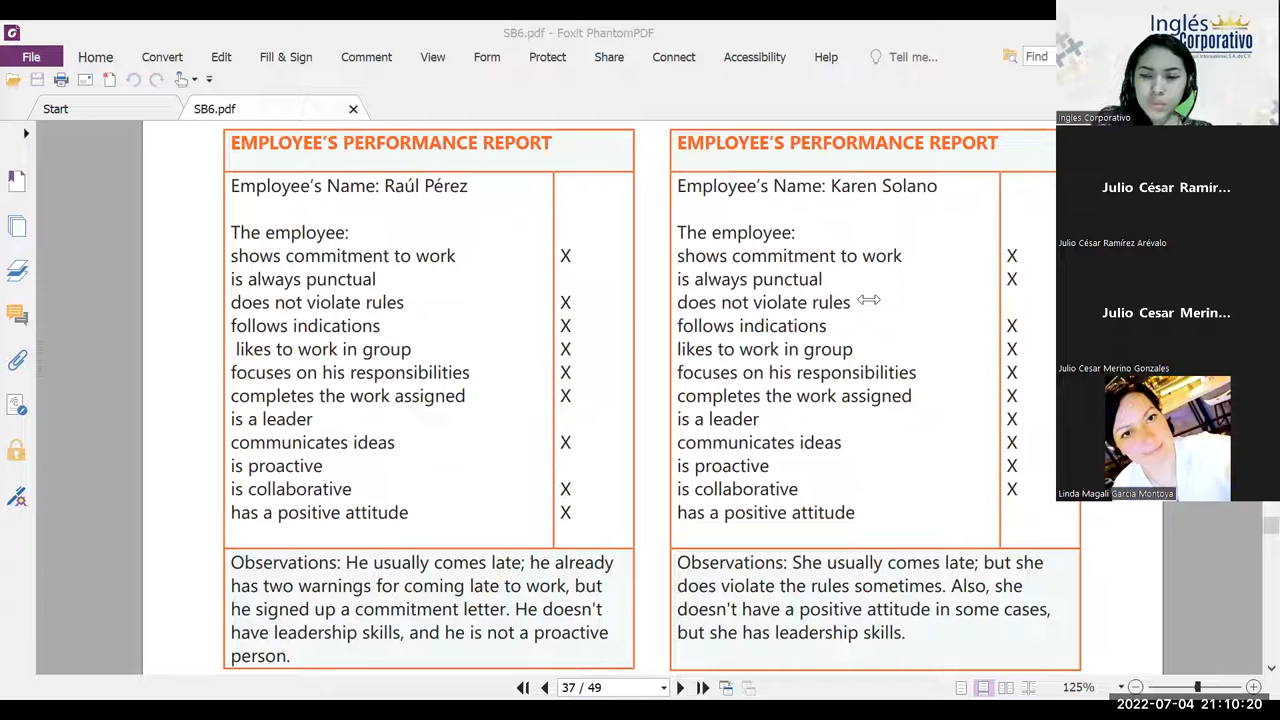 SB6.pdf - Foxit PhantomPDF
File Home Convert Edit Fill & Sign Comment View Form Protect Share Connect Accessibility Help Tell me... Find
Start SB6.pdf
EMPLOYEE'S PERFORMANCE REPORT
Employee's Name: Raúl Pérez
The employee:
shows commitment to work X
is always punctual
does not violate rules X
follows indications X
likes to work in group X
focuses on his responsibilities X
completes the work assigned X
is a leader
communicates ideas X
is proactive
is collaborative X
has a positive attitude X
Observations: He usually comes late; he already
has two warnings for coming late to work, but
he signed up a commitment letter. He doesn't
have leadership skills, and he is not a proactive
person.
EMPLOYEE'S PERFORMANCE REPORT
Employee's Name: Karen Solano
The employee:
shows commitment to work X
is always punctual X
does not violate rules
follows indications X
likes to work in group X
focuses on his responsibilities X
completes the work assigned X
is a leader X
communicates ideas X
is proactive X
is collaborative X
has a positive attitude
Observations: She usually comes late; but she
does violate the rules sometimes. Also, she
doesn't have a positive attitude in some cases,
but she has leadership skills.
Inglés
Corporativo
Ingles Corporativo
Julio César Ramír...
Julio César Ramírez Arévalo
Julio Cesar Merin...
Julio Cesar Merino Gonzales
Linda Magali Garcia Montoya
37 / 49
125%
2022-07-04 21:10:20